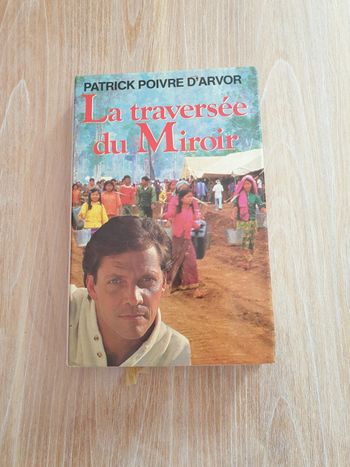 PATRICK POIVRE D'ARVOR
La traversée
du Miroir